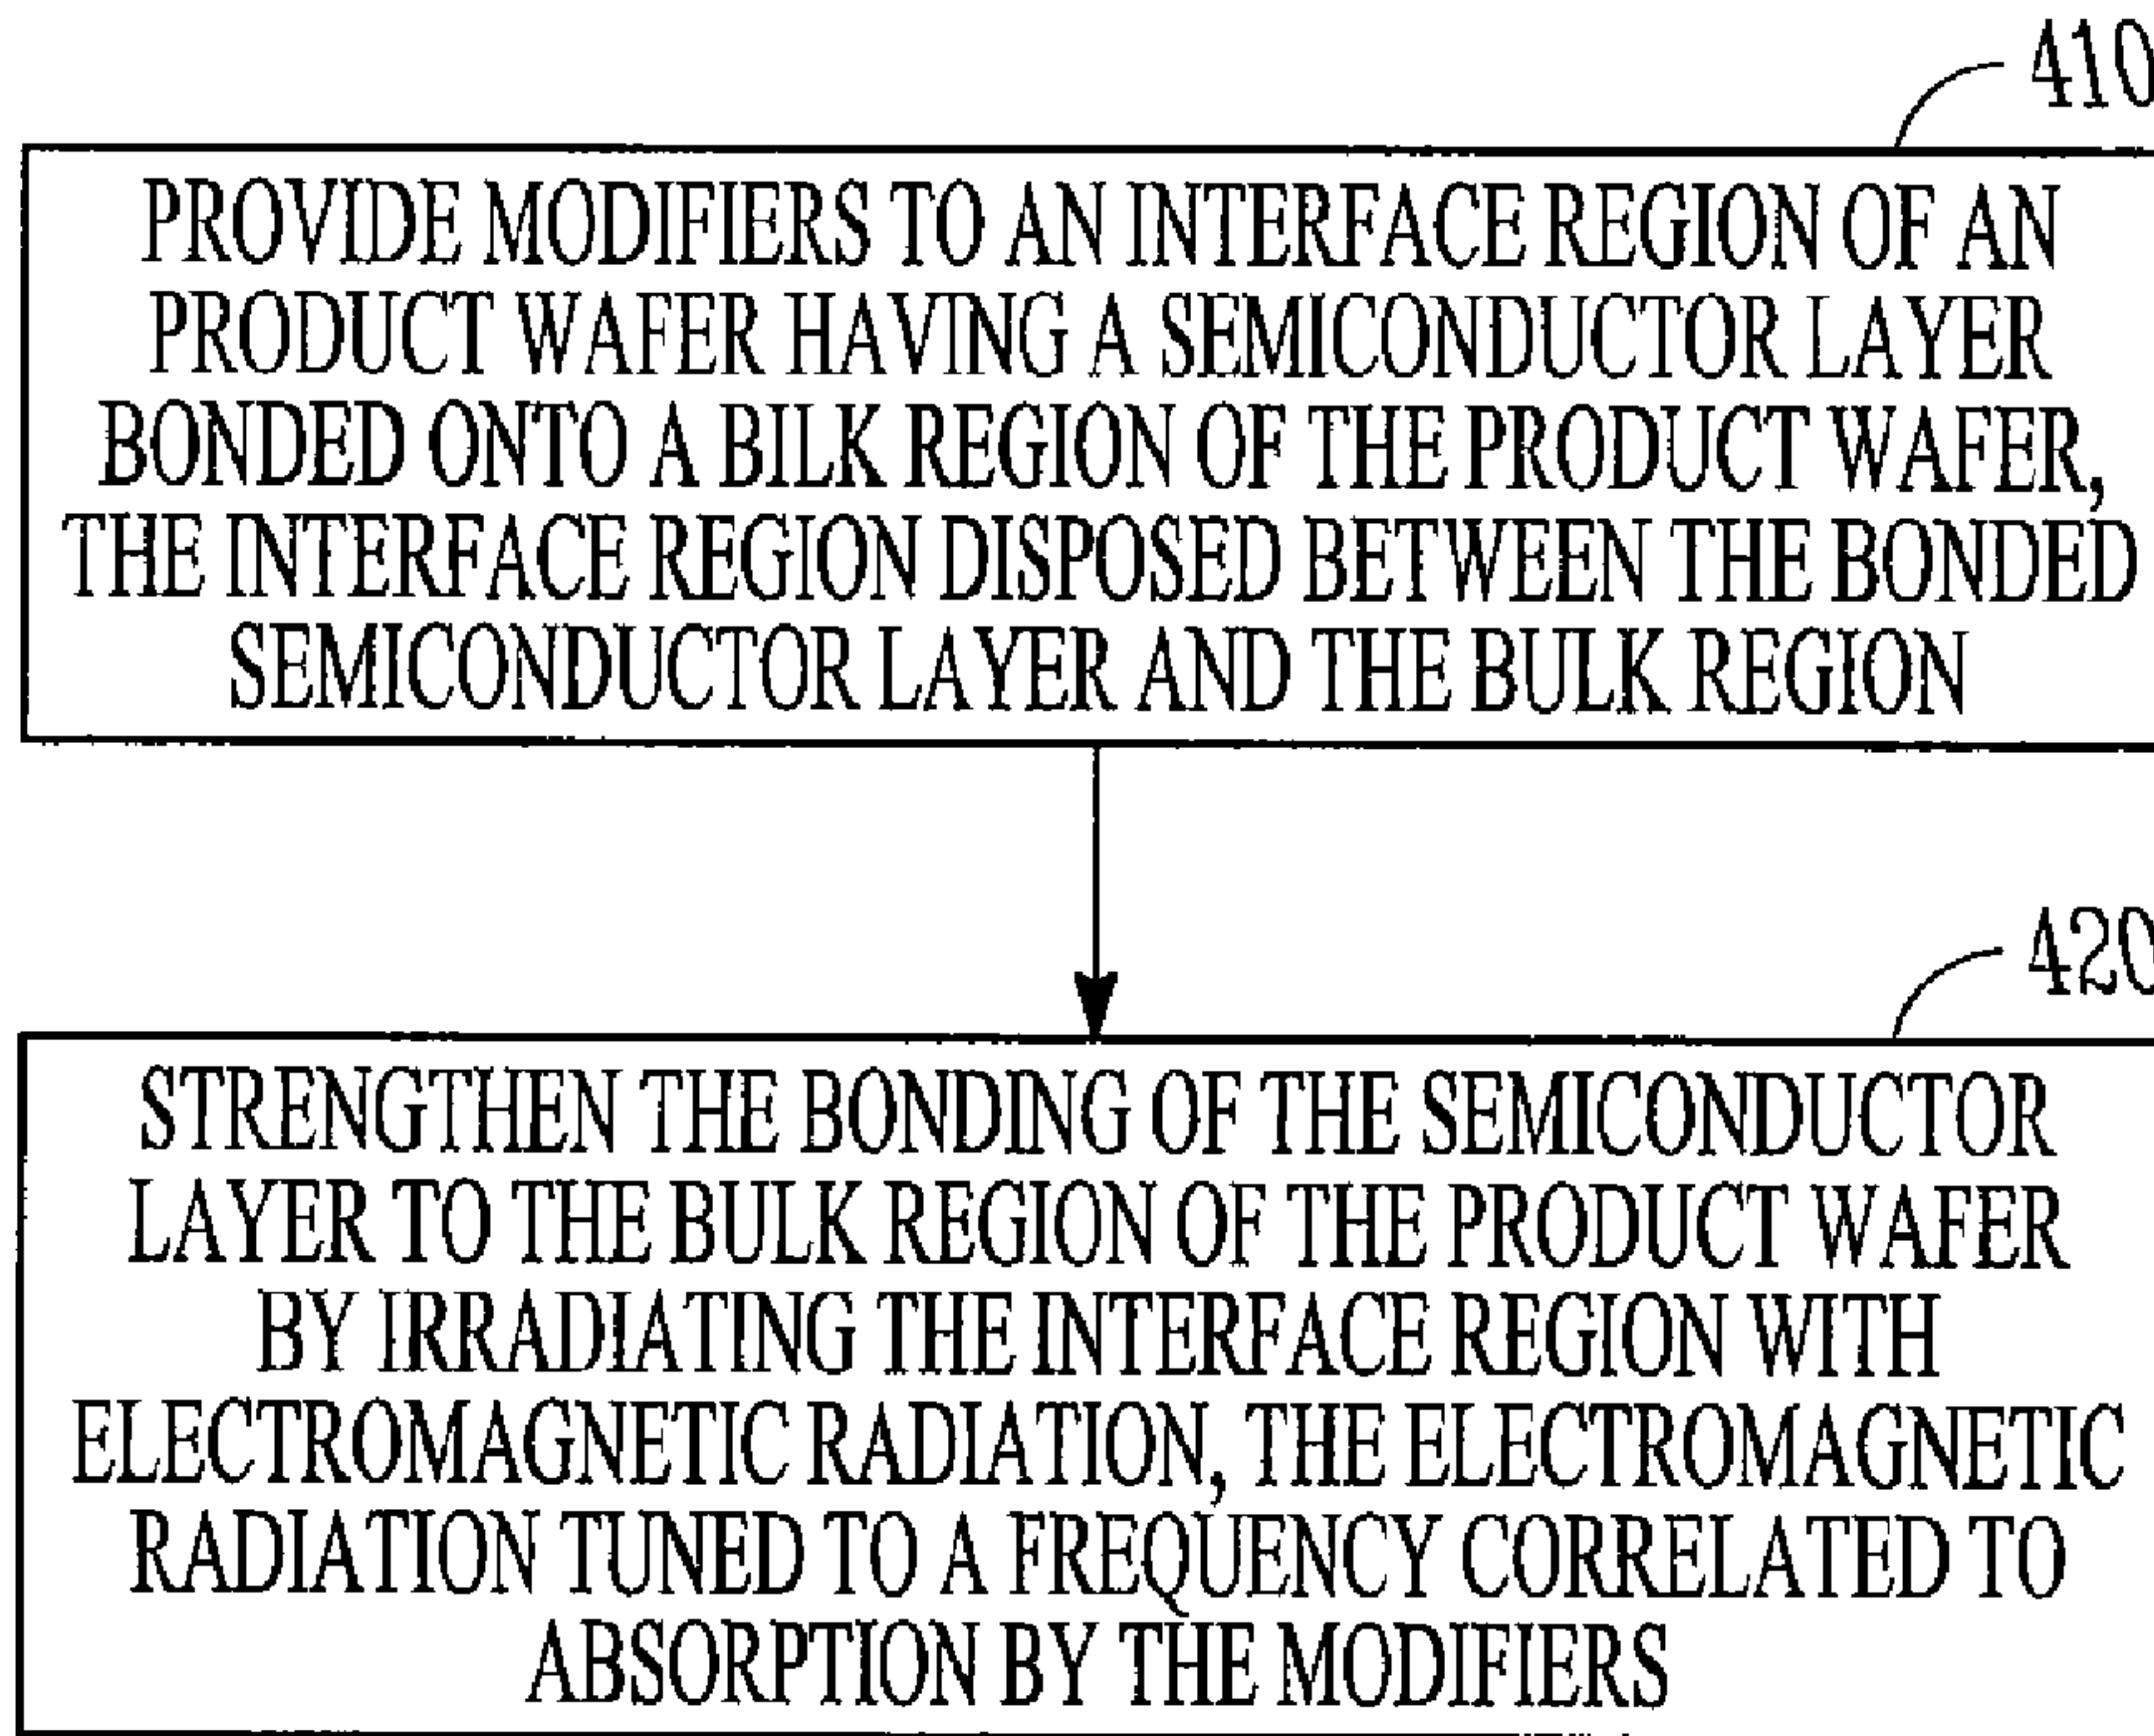 410
PROVIDE MODIFIERS TO AN INTERFACE REGION OF AN
PRODUCT WAFER HAVING A SEMICONDUCTOR LAYER
BONDED ONTO A BILK REGION OF THE PRODUCT WAFER,
THE INTERFACE REGION DISPOSED BETWEEN THE BONDED
SEMICONDUCTOR LAYER AND THE BULK REGION
420
STRENGTHEN THE BONDING OF THE SEMICONDUCTOR
LAYER TO THE BULK REGION OF THE PRODUCT WAFER
BY IRRADIATING THE INTERFACE REGION WITH
ELECTROMAGNETIC RADIATION, THE ELECTROMAGNETIC
RADIATION TUNED TO A FREQUENCY CORRELATED TO
ABSORPTION BY THE MODIFIERS